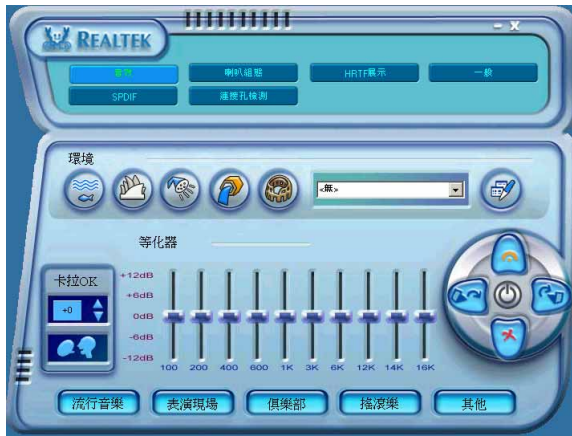 REALTEK
音效 喇叭組態 HRTF展示 一般
SPDIF 連接孔檢測
環境
<無>
等化器
卡拉OK
+0
+12dB
+6dB
0dB
-6dB
-12dB
100 200 400 600 1K 3K 6K 12K 14K 16K
流行音樂 表演現場 俱樂部 搖滾樂 其他